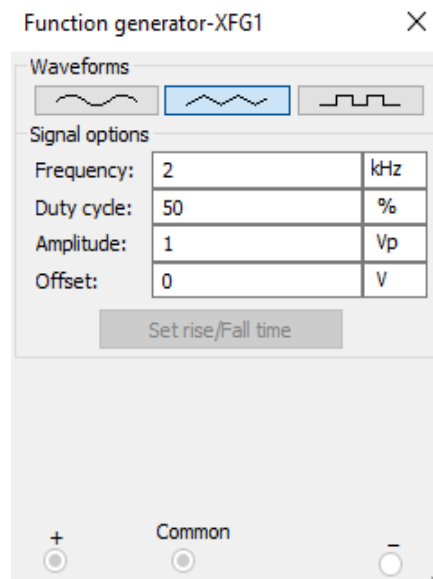 Function generator-XFG1
Waveforms
Signal options
Frequency: 2 kHz
Duty cycle: 50 %
Amplitude: 1 Vp
Offset: 0 V
Set rise/Fall time
+ Common –